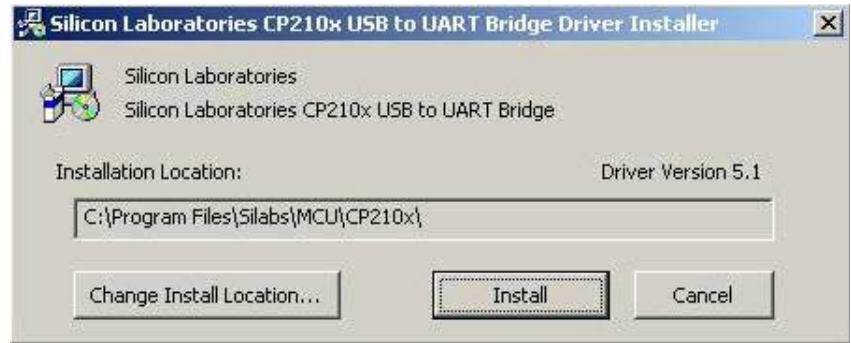 Silicon Laboratories CP210x USB to UART Bridge Driver Installer
Silicon Laboratories
Silicon Laboratories CP210x USB to UART Bridge
Installation Location: Driver Version 5.1
C:\Program Files\Silabs\MCU\CP210x\
Change Install Location... Install Cancel